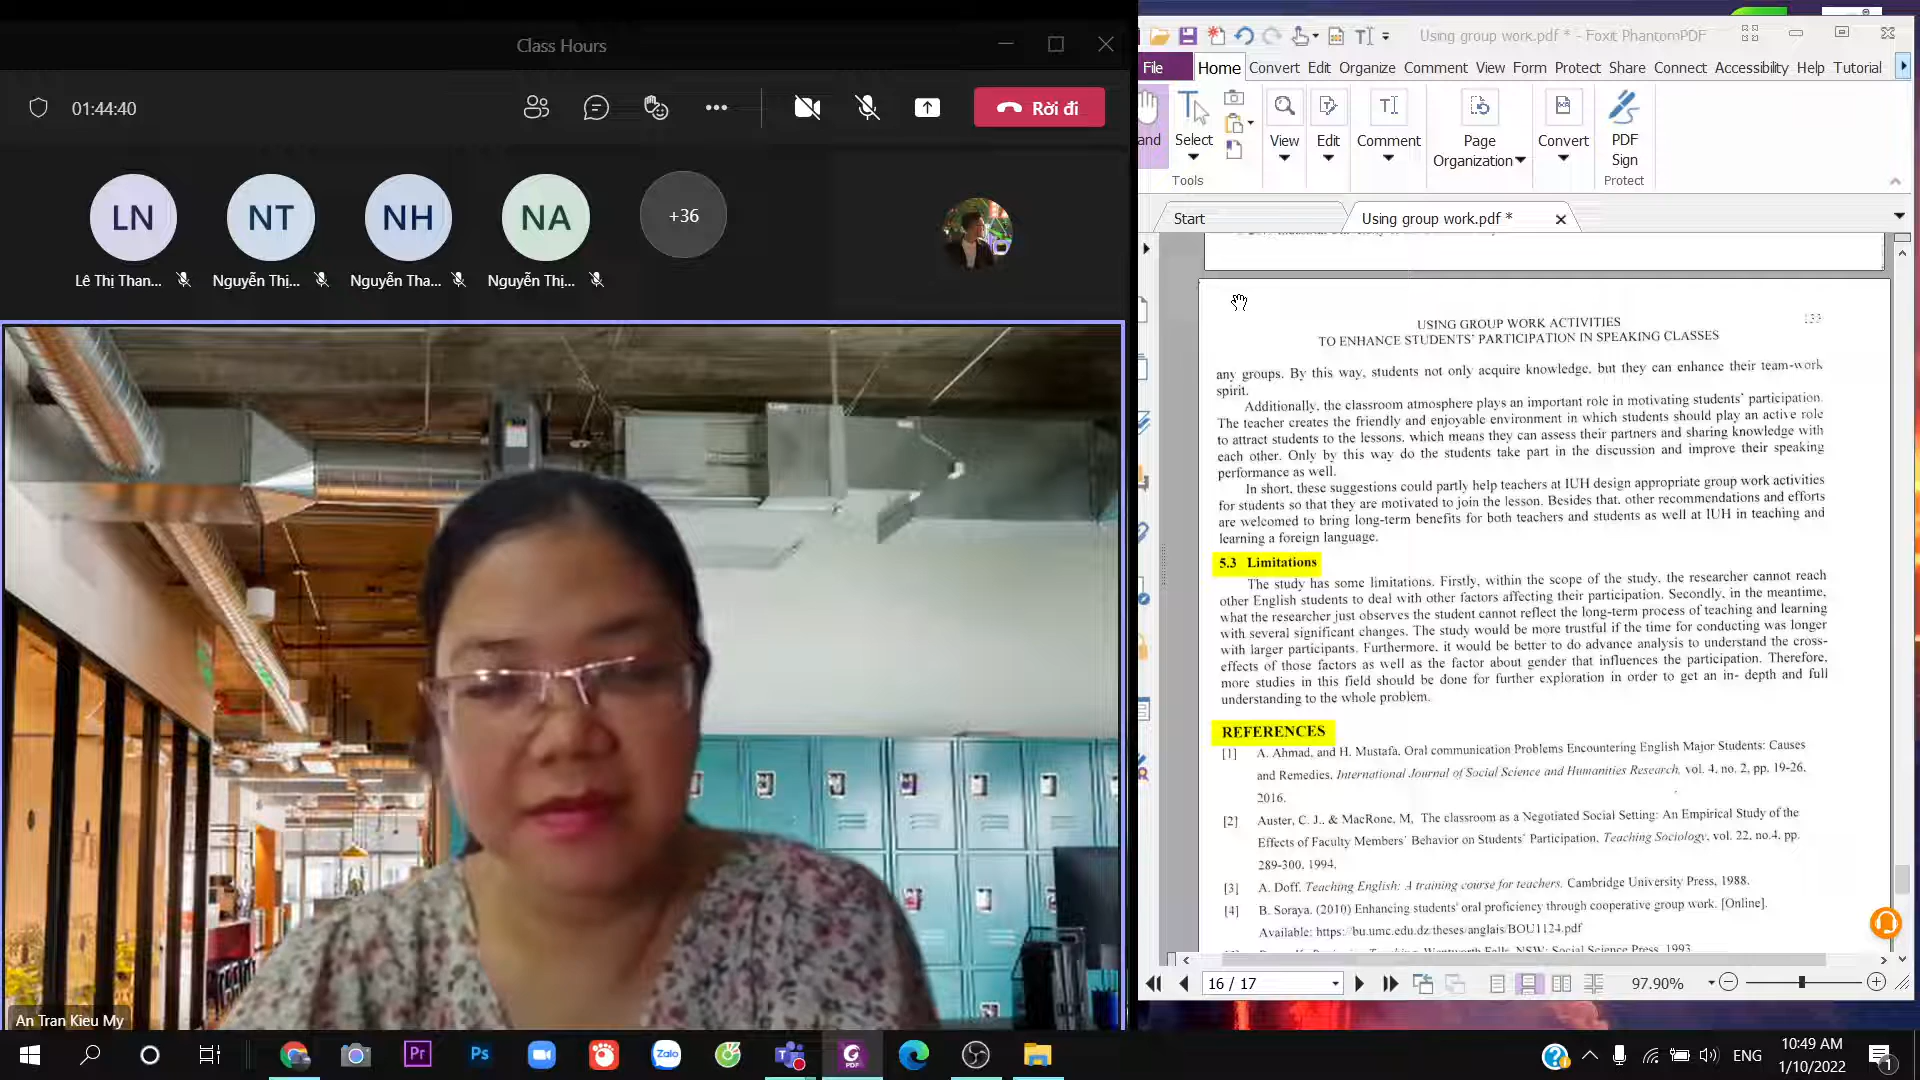 Class Hours
01:44:40
Rời đi
LN
NT
NH
NA
+36
Lê Thị Than...
Nguyễn Thị...
Nguyễn Tha...
Nguyễn Thị...
An Tran Kieu My
Using group work.pdf * - Foxit PhantomPDF
File Home Convert Edit Organize Comment View Form Protect Share Connect Accessibility Help Tutorial
and
Select
View
Edit
Comment
Page
Organization
Convert
PDF
Sign
Tools
Protect
Start
Using group work.pdf *
USING GROUP WORK ACTIVITIES
TO ENHANCE STUDENTS' PARTICIPATION IN SPEAKING CLASSES
any groups. By this way, students not only acquire knowledge, but they can enhance their team-work
spirit.
Additionally, the classroom atmosphere plays an important role in motivating students' participation.
The teacher creates the friendly and enjoyable environment in which students should play an active role
to attract students to the lessons, which means they can assess their partners and sharing knowledge with
each other. Only by this way do the students take part in the discussion and improve their speaking
performance as well.
In short, these suggestions could partly help teachers at IUH design appropriate group work activities
for students so that they are motivated to join the lesson. Besides that, other recommendations and efforts
are welcomed to bring long-term benefits for both teachers and students as well at IUH in teaching and
learning a foreign language.
5.3 Limitations
The study has some limitations. Firstly, within the scope of the study, the researcher cannot reach
other English students to deal with other factors affecting their participation. Secondly, in the meantime,
what the researcher just observes the student cannot reflect the long-term process of teaching and learning
with several significant changes. The study would be more trustful if the time for conducting was longer
with larger participants. Furthermore, it would be better to do advance analysis to understand the cross-
effects of those factors as well as the factor about gender that influences the participation. Therefore,
more studies in this field should be done for further exploration in order to get an in- depth and full
understanding to the whole problem.
REFERENCES
[1] A. Ahmad, and H. Mustafa, Oral communication Problems Encountering English Major Students: Causes
and Remedies, International Journal of Social Science and Humanities Research, vol. 4, no. 2, pp. 19-26,
2016.
[2] Auster, C. J., & MacRone, M, The classroom as a Negotiated Social Setting: An Empirical Study of the
Effects of Faculty Members' Behavior on Students' Participation, Teaching Sociology, vol. 22, no.4, pp.
289-300, 1994.
[3] A. Doff, Teaching English: A training course for teachers. Cambridge University Press, 1988.
[4] B. Soraya. (2010) Enhancing students' oral proficiency through cooperative group work. [Online].
Available: https://bu.umc.edu.dz/theses/anglais/BOU1124.pdf
Wentworth Falls, NSW: Social Science Press, 1993
16 / 17
97.90%
Pr
Ps
Zalo
PDF
ENG
10:49 AM
1/10/2022
1